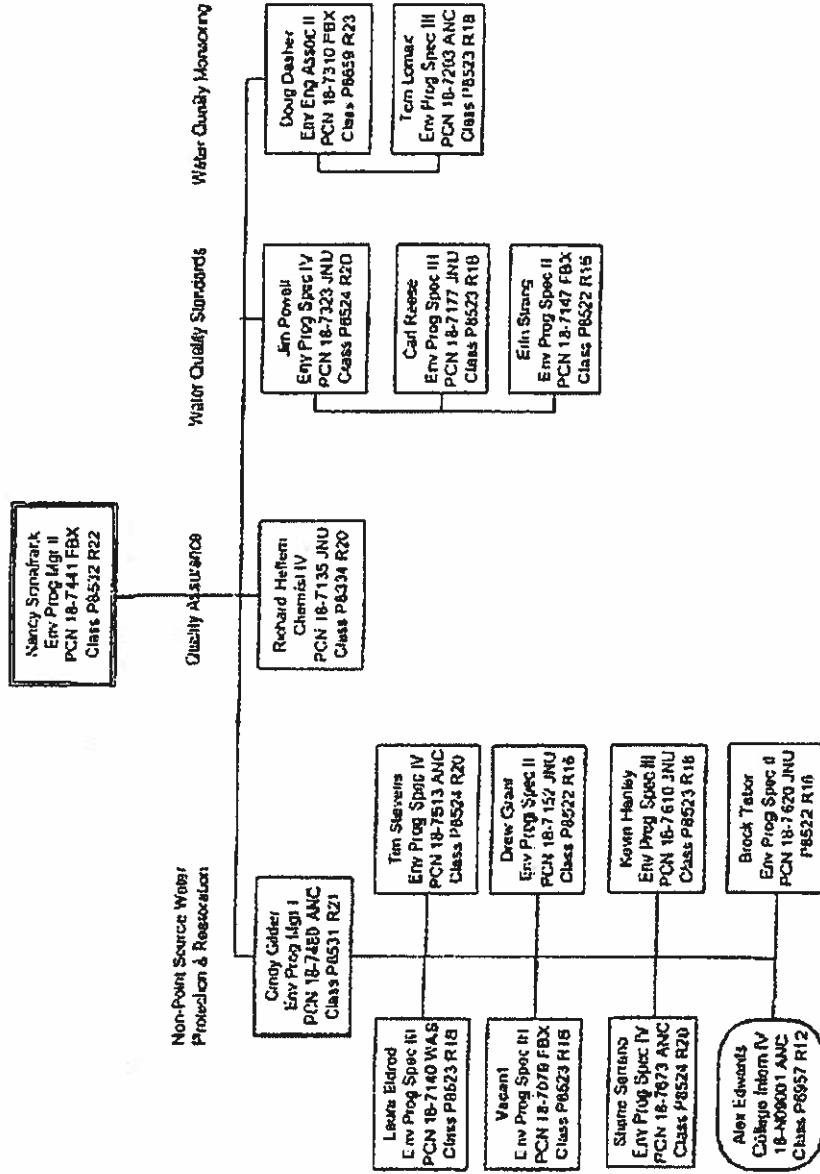 Nancy Sonafrank
Env Prog Mgr II
PCN 18-7441 FBX
Class P8532 R22
Non-Point Source Water
Protection & Restoration
Quality Assurance
Water Quality Standards
Water Quality Monitoring
Cindy Gilder
Env Prog Mgr I
PCN 18-7480 ANC
Class P8531 R21
Richard Heffern
Chemist IV
PCN 18-7135 JNU
Class P8334 R20
Jim Powell
Env Prog Spec IV
PCN 18-7323 JNU
Class P8524 R20
Doug Dasher
Env Eng Assoc II
PCN 18-7310 FBX
Class P8659 R23
Carl Reese
Env Prog Spec III
PCN 18-7177 JNU
Class P8523 R18
Tom Lomax
Env Prog Spec III
PCN 18-7203 ANC
Class P8523 R18
Erin Strang
Env Prog Spec II
PCN 18-7147 FBX
Class P8522 R16
Laura Eldred
Env Prog Spec III
PCN 18-7140 WAS
Class P8523 R18
Tim Stevens
Env Prog Spec IV
PCN 18-7513 ANC
Class P8524 R20
Vacant
Env Prog Spec III
PCN 18-7079 FBX
Class P8523 R18
Drew Grant
Env Prog Spec II
PCN 18-7152 JNU
Class P8522 R16
Env Prog Spec IV
PCN 18-7673 ANC
Class P8524 R20
Kevin Hanley
Env Prog Spec III
PCN 18-7610 JNU
Class P8523 R18
Alex Edwards
College Intern IV
18-N09001 ANC
Class P8957 R12
Brock Tabor
Env Prog Spec II
PCN 18-7620 JNU
P8522 R16